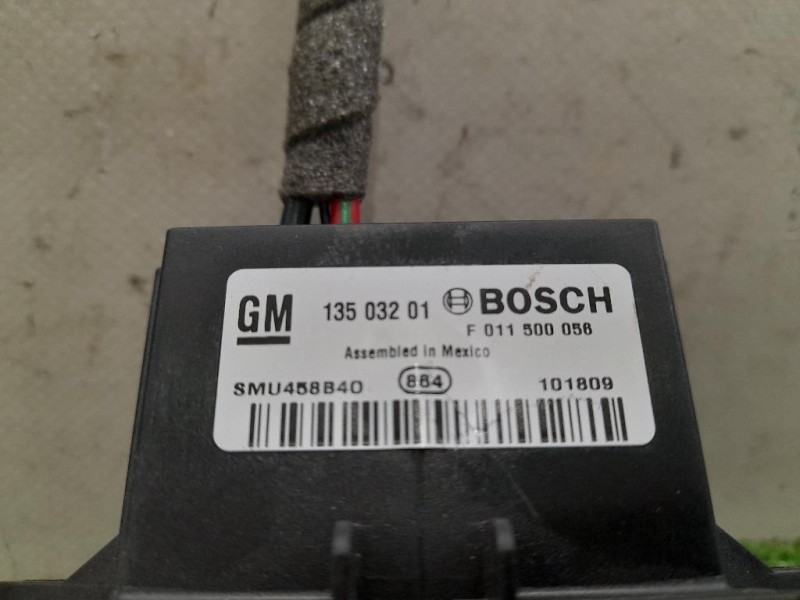 GM 135 032 01 BOSCH
F 011 500 056
Assembled in Mexico
SMU458B40 864 101809